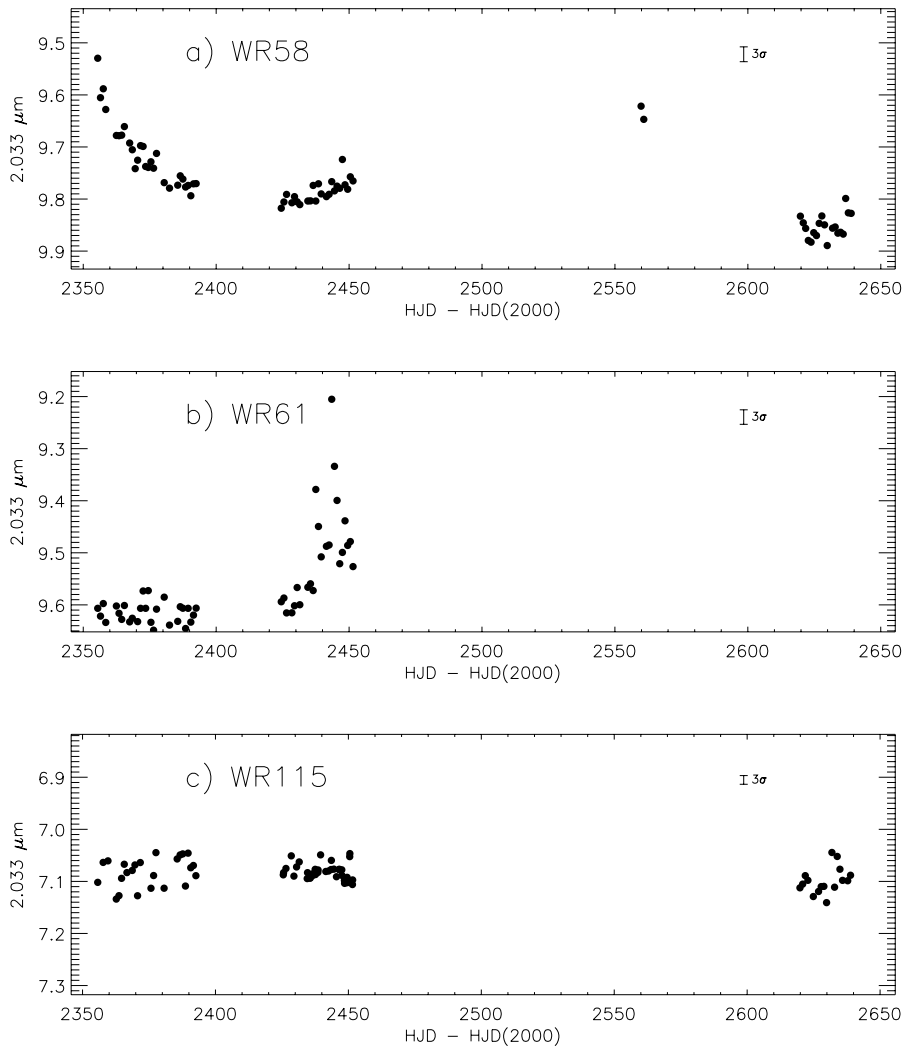 a) WR58
3σ
9.5
9.6
9.7
9.8
9.9
2.033 μm
2350 2400 2450 2500 2550 2600 2650
HJD - HJD(2000)
b) WR61
3σ
9.2
9.3
9.4
9.5
9.6
2.033 μm
2350 2400 2450 2500 2550 2600 2650
HJD - HJD(2000)
c) WR115
3σ
6.9
7.0
7.1
7.2
7.3
2.033 μm
2350 2400 2450 2500 2550 2600 2650
HJD - HJD(2000)